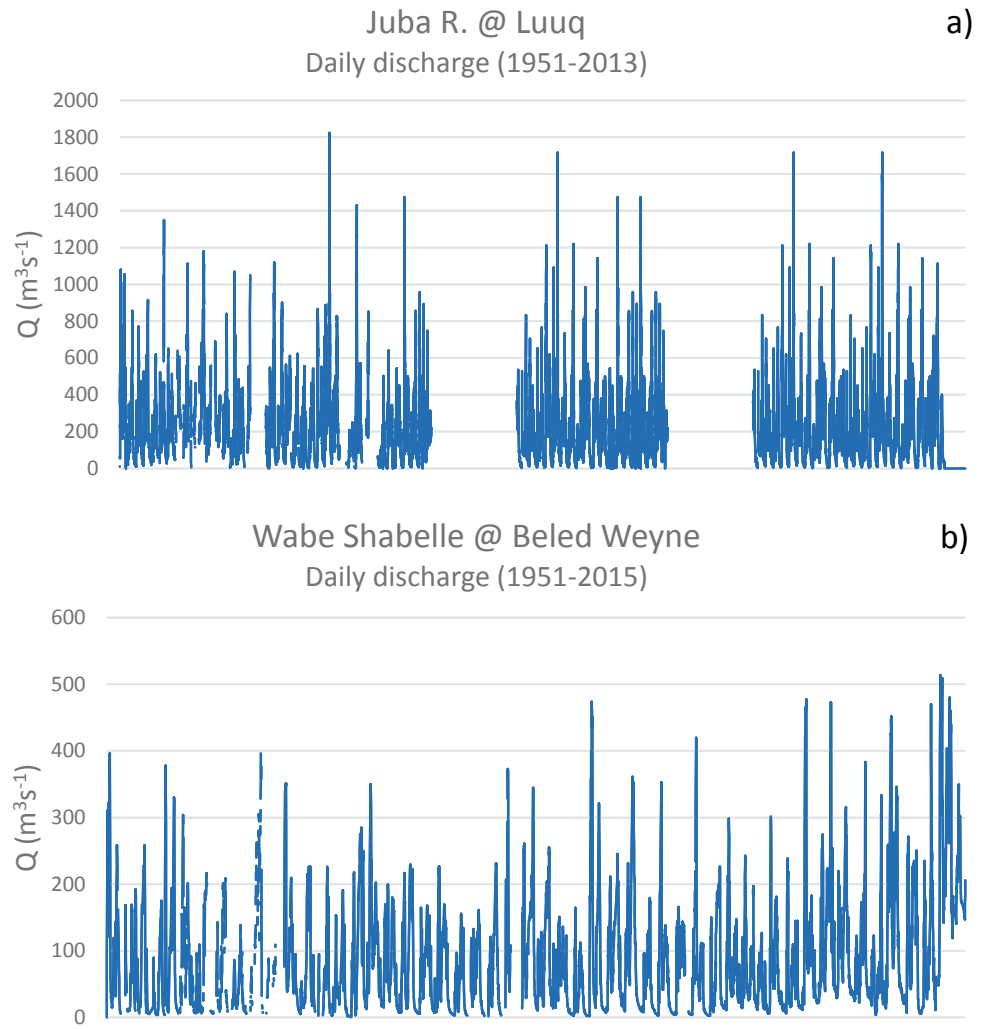 Juba R. @ Luuq
a)
Daily discharge (1951-2013)
2000
1800
1600
1400
1200
1000
800
600
400
200
0
Q (m³s⁻¹)
Wabe Shabelle @ Beled Weyne
b)
Daily discharge (1951-2015)
600
500
400
300
200
100
0
Q (m³s⁻¹)